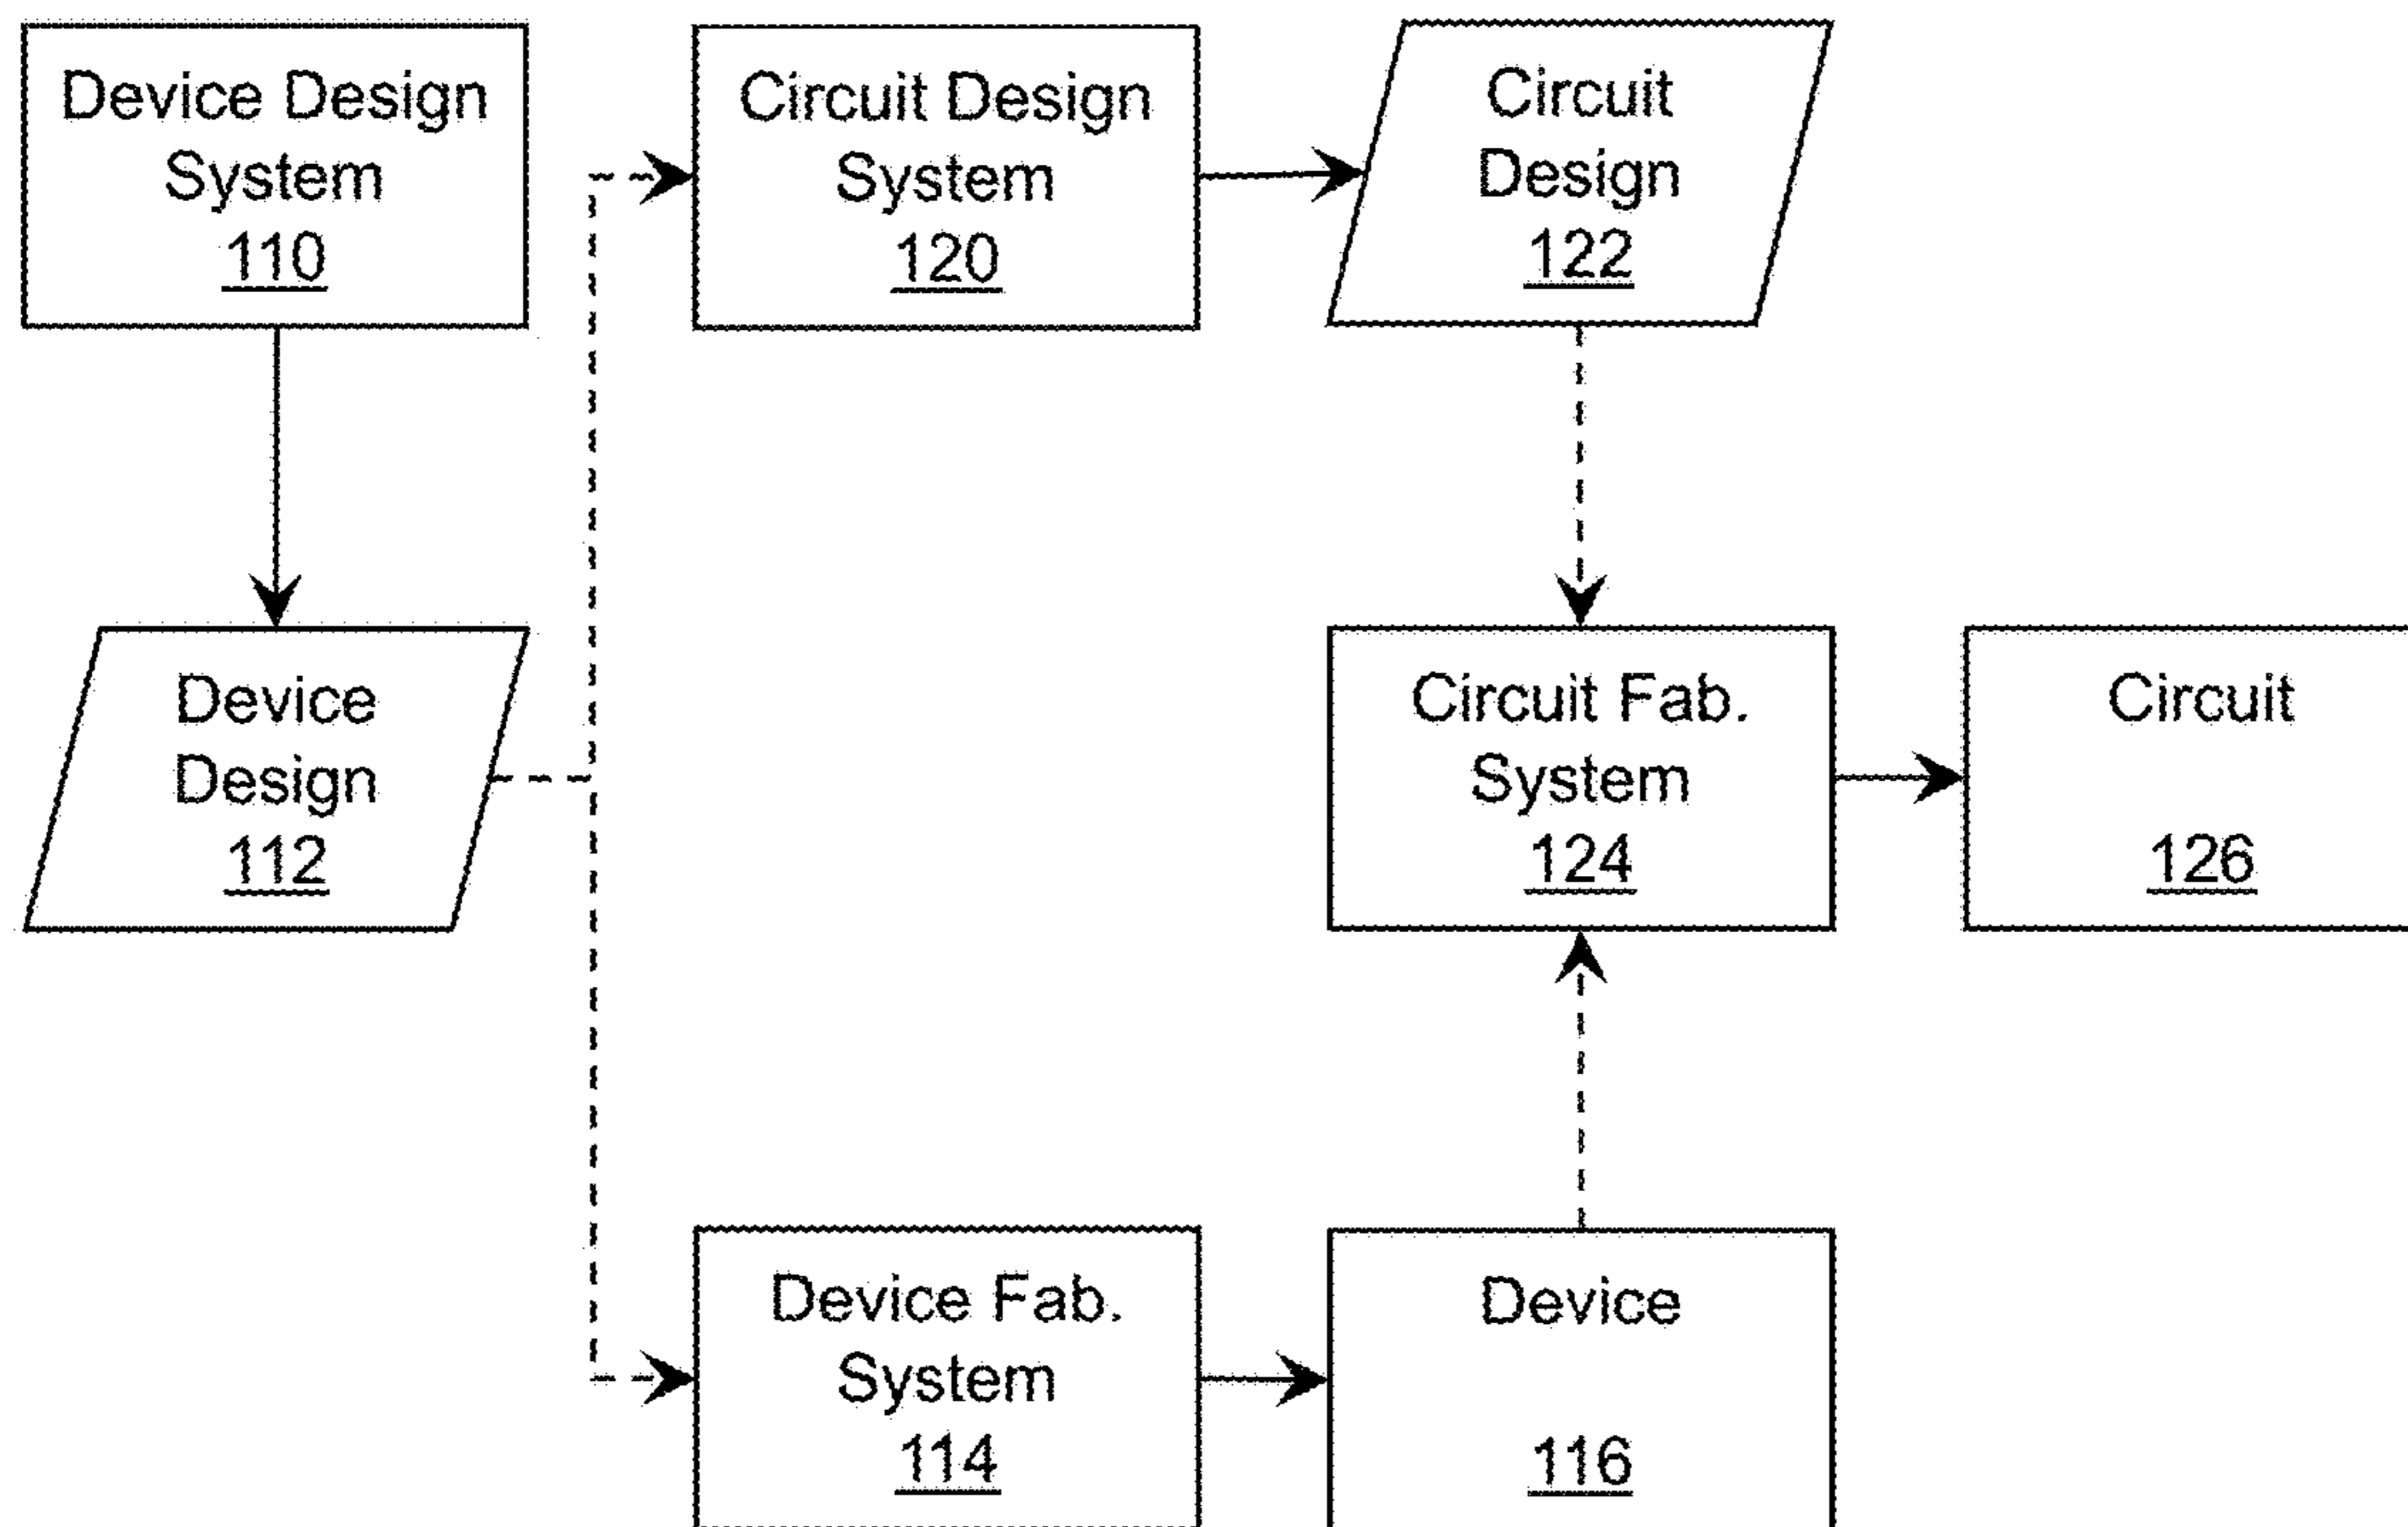 Device Design
System
110
Circuit Design
System
120
Circuit
Design
122
Device
Design
112
Circuit Fab.
System
124
Circuit
126
Device Fab.
System
114
Device
116